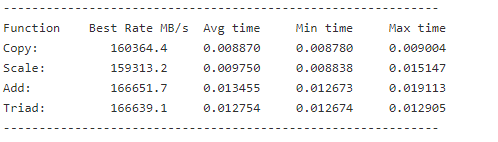 -------------------------------------------------------------
Function    Best Rate MB/s  Avg time     Min time     Max time
Copy:          160364.4     0.008870     0.008780     0.009004
Scale:         159313.2     0.009750     0.008838     0.015147
Add:           166651.7     0.013455     0.012673     0.019113
Triad:         166639.1     0.012754     0.012674     0.012905
-------------------------------------------------------------